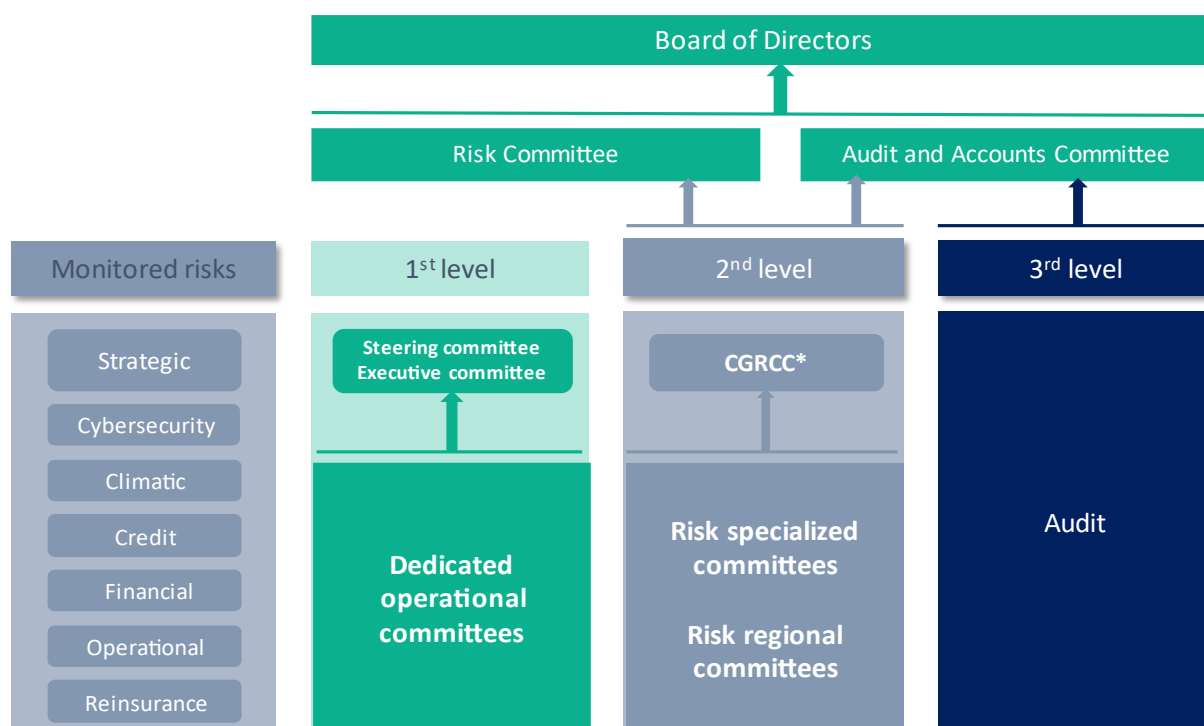 Board of Directors
Risk Committee
Audit and Accounts Committee
Monitored risks
1st level
2nd level
3rd level
Strategic
Cybersecurity
Climatic
Credit
Financial
Operational
Reinsurance
Steering committee
Executive committee
Dedicated
operational
committees
CGRCC*
Risk specialized
committees
Risk regional
committees
Audit